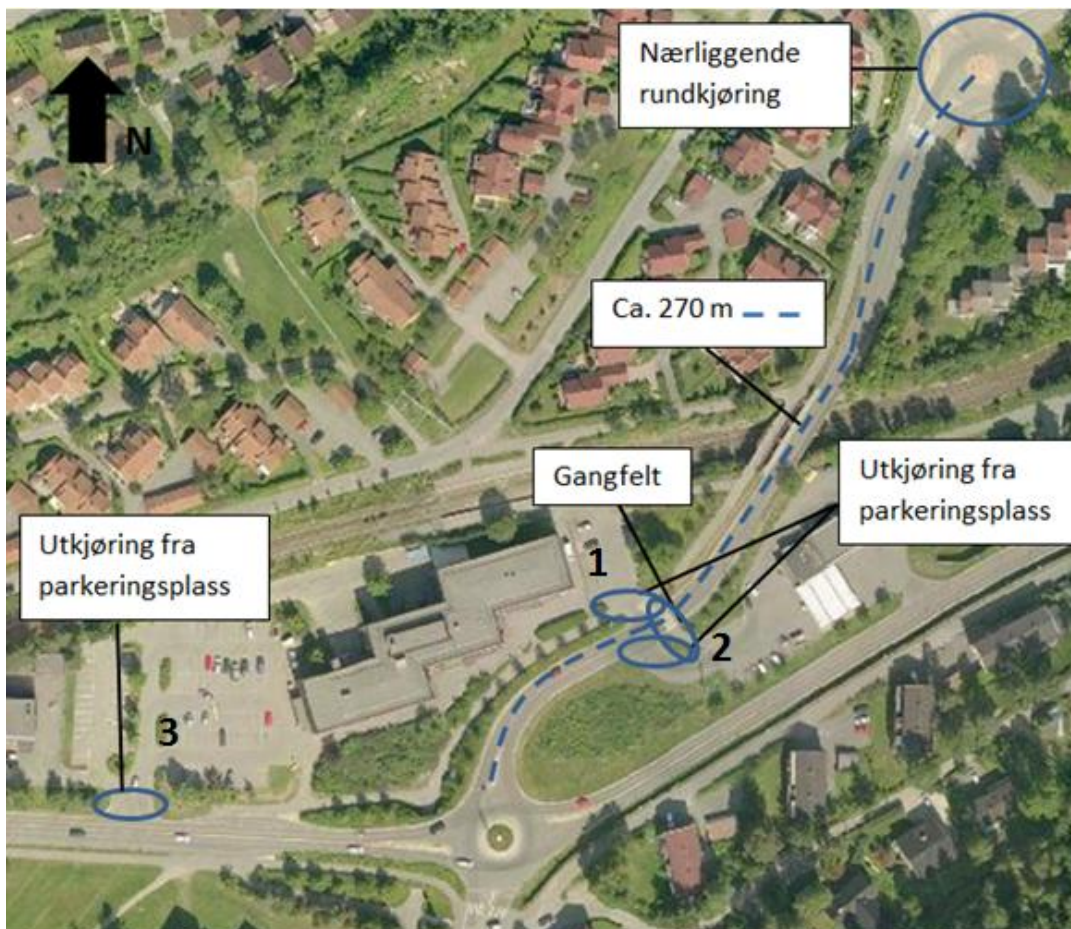 Nærliggende
rundkjøring
N
Ca. 270 m
Gangfelt
Utkjøring fra
parkeringsplass
Utkjøring fra
parkeringsplass
1
2
3